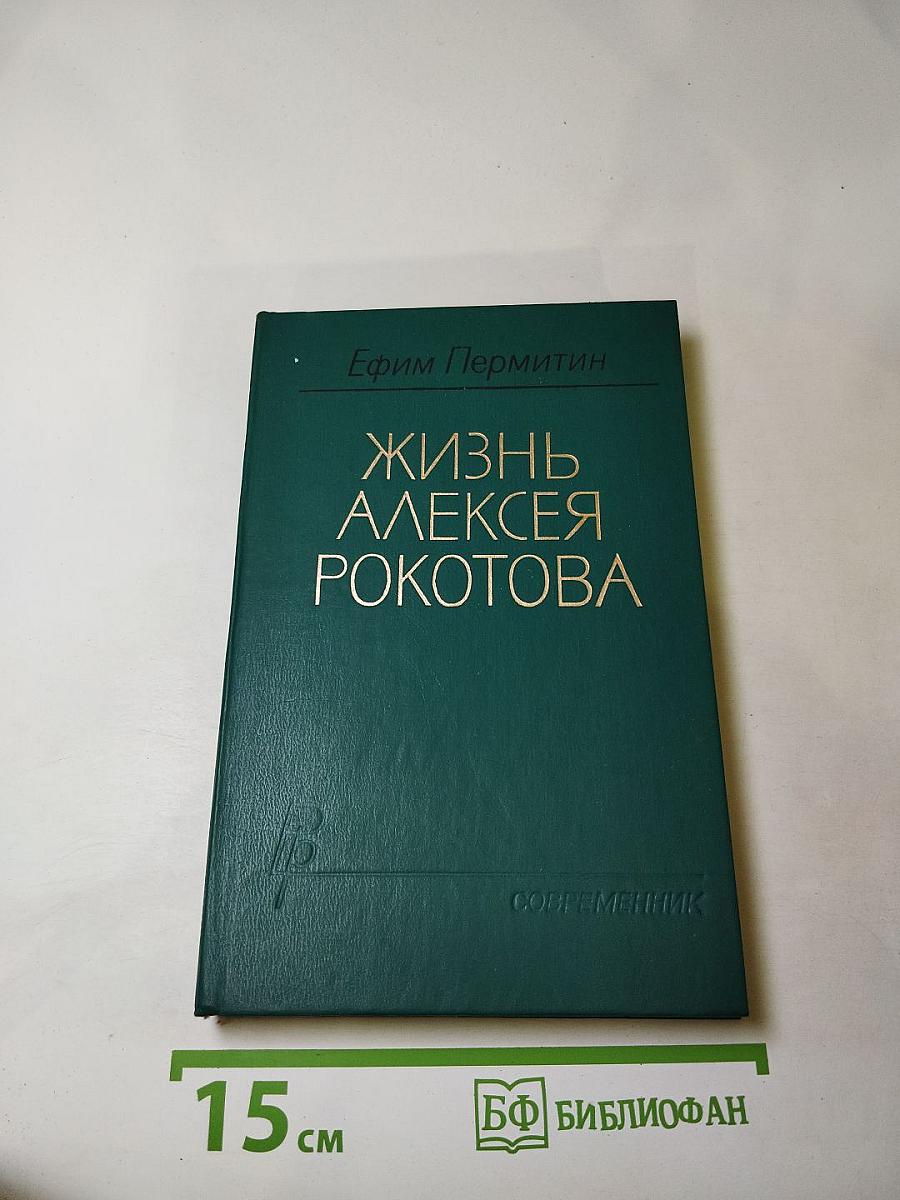 Ефим Пермитин
ЖИЗНЬ
АЛЕКСЕЯ
РОКОТОВА
СОВРЕМЕННИК
15 см
БФ БИБЛИОФАН